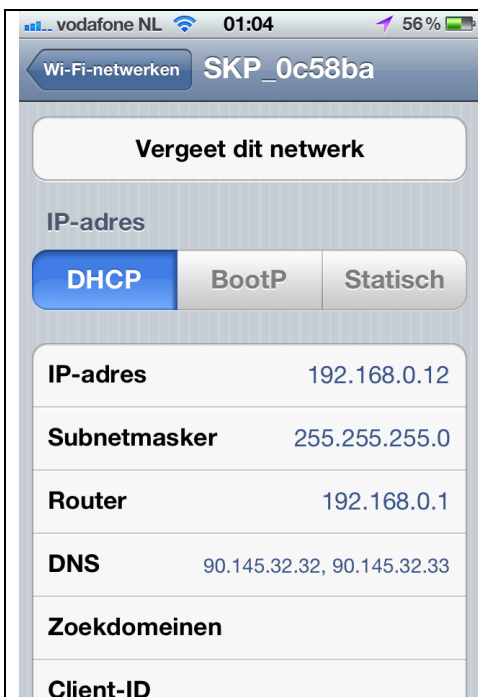 vodafone NL 01:04 56 %
Wi-Fi-netwerken SKP_0c58ba
Vergeet dit netwerk
IP-adres
DHCP BootP Statisch
IP-adres 192.168.0.12
Subnetmasker 255.255.255.0
Router 192.168.0.1
DNS 90.145.32.32, 90.145.32.33
Zoekdomeinen
Client-ID